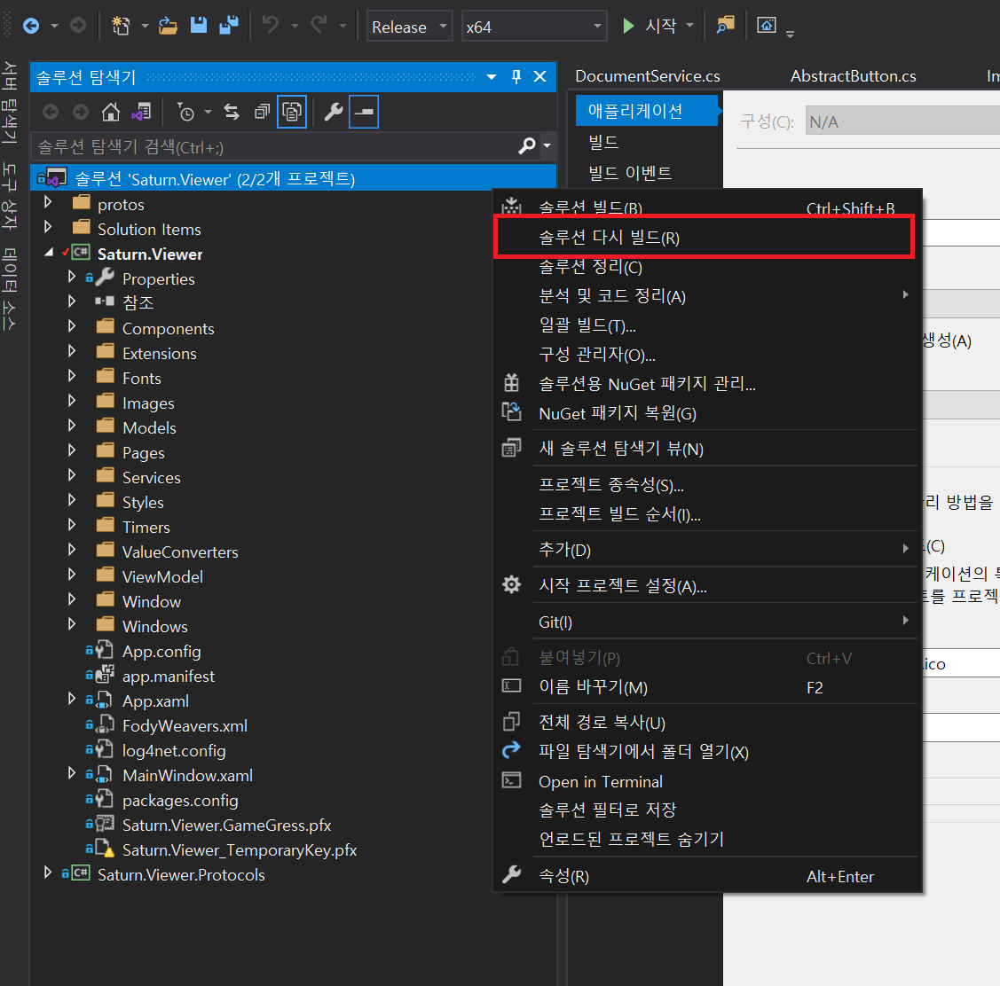 Release
x64
시작
서버 탐색기
도구 상자
데이터 소스
솔루션 탐색기
솔루션 탐색기 검색(Ctrl+;)
솔루션 'Saturn.Viewer' (2/2개 프로젝트)
protos
Solution Items
Saturn.Viewer
Properties
참조
Components
Extensions
Fonts
Images
Models
Pages
Services
Styles
Timers
ValueConverters
ViewModel
Window
Windows
App.config
app.manifest
App.xaml
FodyWeavers.xml
log4net.config
MainWindow.xaml
packages.config
Saturn.Viewer.GameGress.pfx
Saturn.Viewer_TemporaryKey.pfx
Saturn.Viewer.Protocols
DocumentService.cs
AbstractButton.cs
Im
애플리케이션
빌드
빌드 이벤트
구성(C):
N/A
솔루션 빌드(B) Ctrl+Shift+B
솔루션 다시 빌드(R)
솔루션 정리(C)
분석 및 코드 정리(A)
일괄 빌드(T)...
구성 관리자(O)...
솔루션용 NuGet 패키지 관리...
NuGet 패키지 복원(G)
새 솔루션 탐색기 뷰(N)
프로젝트 종속성(S)...
프로젝트 빌드 순서(I)...
추가(D)
시작 프로젝트 설정(A)...
Git(I)
붙여넣기(P) Ctrl+V
이름 바꾸기(M) F2
전체 경로 복사(U)
파일 탐색기에서 폴더 열기(X)
Open in Terminal
솔루션 필터로 저장
언로드된 프로젝트 숨기기
속성(R) Alt+Enter
생성(A)
방법을
(C)
케이션의
프로젝
.ico